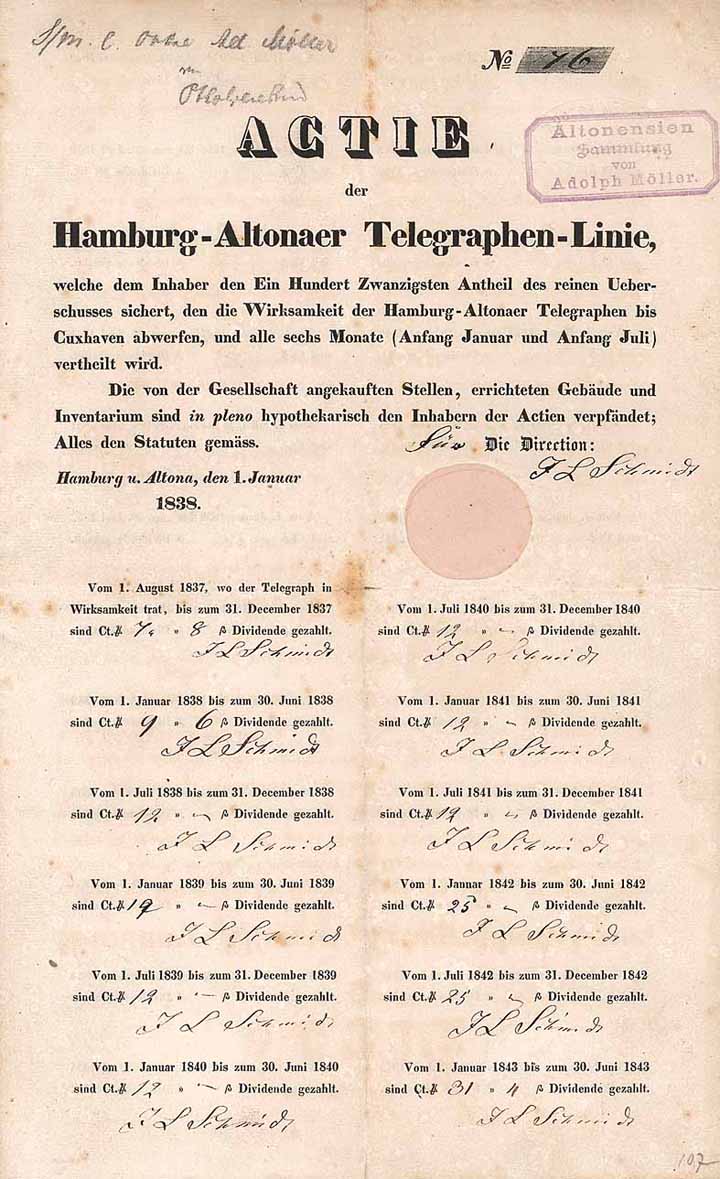 Möller
No 76
Altonensien
Sammlung
von
Adolph Möller.
ACTIE
der
Hamburg-Altonaer Telegraphen-Linie,
welche dem Inhaber den Ein Hundert Zwanzigsten Antheil des reinen Ueber-
schusses sichert, den die Wirksamkeit der Hamburg-Altonaer Telegraphen bis
Cuxhaven abwerfen, und alle sechs Monate (Anfang Januar und Anfang Juli)
vertheilt wird.
Die von der Gesellschaft angekauften Stellen, errichteten Gebäude und
Inventarium sind in pleno hypothekarisch den Inhabern der Actien verpfändet;
Alles den Statuten gemäss.
Für Die Direction:
J L Schmidt
Hamburg u. Altona, den 1. Januar
1838.
Vom 1. August 1837, wo der Telegraph in
Wirksamkeit trat, bis zum 31. December 1837
sind Ct.℔ 7 „ 8 β Dividende gezahlt.
J L Schmidt
Vom 1. Januar 1838 bis zum 30. Juni 1838
sind Ct.℔ 9 „ 6 β Dividende gezahlt.
J L Schmidt
Vom 1. Juli 1838 bis zum 31. December 1838
sind Ct.℔ 12 „ – β Dividende gezahlt.
J L Schmidt
Vom 1. Januar 1839 bis zum 30. Juni 1839
sind Ct.℔ 12 „ – β Dividende gezahlt.
J L Schmidt
Vom 1. Juli 1839 bis zum 31. December 1839
sind Ct.℔ 12 „ – β Dividende gezahlt.
J L Schmidt
Vom 1. Januar 1840 bis zum 30. Juni 1840
sind Ct.℔ 12 „ – β Dividende gezahlt.
J L Schmidt
Vom 1. Juli 1840 bis zum 31. December 1840
sind Ct.℔ 12 „ – β Dividende gezahlt.
J L Schmidt
Vom 1. Januar 1841 bis zum 30. Juni 1841
sind Ct.℔ 12 „ – β Dividende gezahlt.
J L Schmidt
Vom 1. Juli 1841 bis zum 31. December 1841
sind Ct.℔ 12 „ – β Dividende gezahlt.
J L Schmidt
Vom 1. Januar 1842 bis zum 30. Juni 1842
sind Ct.℔ 25 „ – β Dividende gezahlt.
J L Schmidt
Vom 1. Juli 1842 bis zum 31. December 1842
sind Ct.℔ 25 „ – β Dividende gezahlt.
J L Schmidt
Vom 1. Januar 1843 bis zum 30. Juni 1843
sind Ct.℔ 31 „ 4 β Dividende gezahlt.
J L Schmidt
107